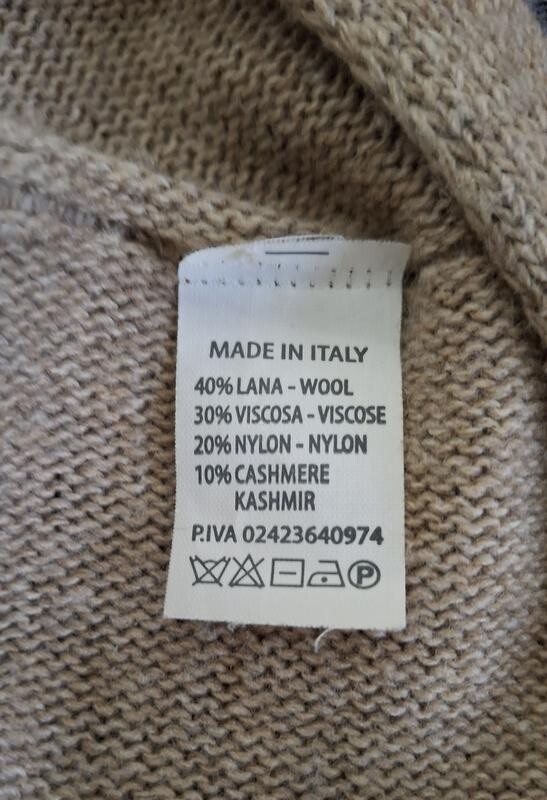 MADE IN ITALY
40% LANA - WOOL
30% VISCOSA - VISCOSE
20% NYLON - NYLON
10% CASHMERE
KASHMIR
P.IVA 02423640974
P